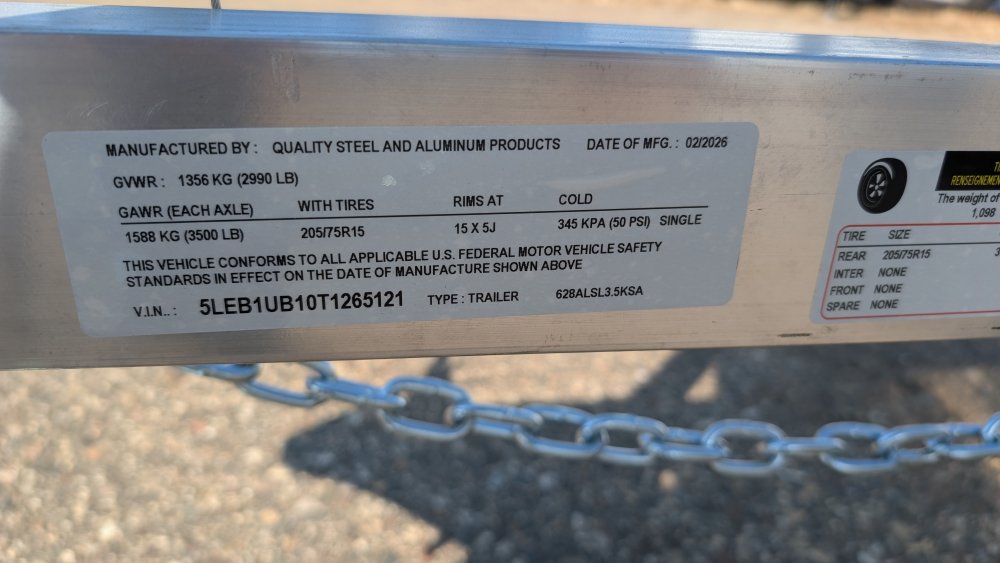 MANUFACTURED BY : QUALITY STEEL AND ALUMINUM PRODUCTS DATE OF MFG. : 02/2026
GVWR : 1356 KG (2990 LB)
GAWR (EACH AXLE) WITH TIRES RIMS AT COLD
1588 KG (3500 LB) 205/75R15 15 X 5J 345 KPA (50 PSI) SINGLE
THIS VEHICLE CONFORMS TO ALL APPLICABLE U.S. FEDERAL MOTOR VEHICLE SAFETY
STANDARDS IN EFFECT ON THE DATE OF MANUFACTURE SHOWN ABOVE
V.I.N.. : 5LEB1UB10T1265121 TYPE : TRAILER 628ALSL3.5KSA
The weight of
1,098
TIRE SIZE
REAR 205/75R15
INTER NONE
FRONT NONE
SPARE NONE